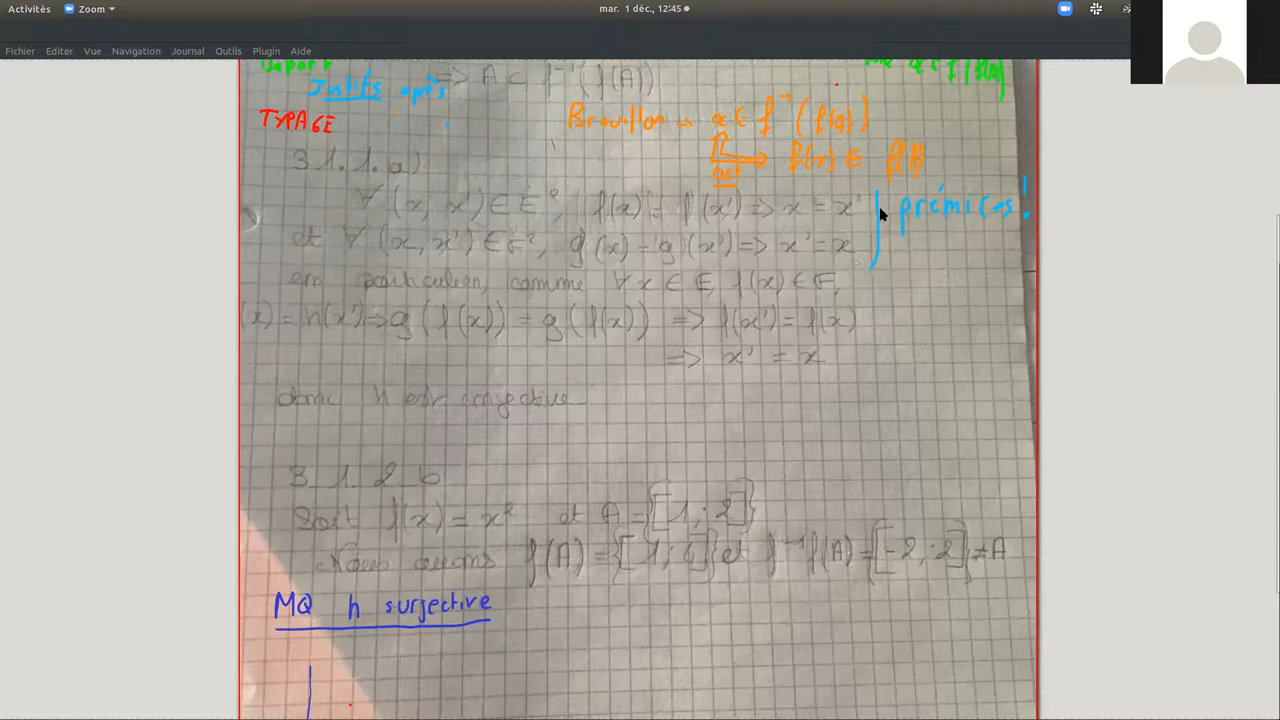 Activités Zoom mar. 1 déc., 12:45
Fichier Editer Vue Navigation Journal Outils Plugin Aide
Départ
=> A ⊂ f⁻¹(f(A))
Justifs après
TYPAGE
Brouillon → x ∈ f⁻¹(f(A))
Def f(x) ∈ f(A)
3.1.1.a)
∀(x, x') ∈ E², f(x) = f(x') => x = x'
prémices!
et ∀(x, x') ∈ F², g(x) = g(x') => x' = x
en particulier, comme ∀x ∈ E, f(x) ∈ F,
(x) = h(x') => g(f(x)) = g(f(x)) => f(x') = f(x)
=> x' = x
donc h est injective
3.1.2 b
Soit f(x) = x² et A = {[1; 2]}
Nous avons f(A) = {[1; 4]} et f⁻¹f(A) = {[-2; 2]} ≠ A
MQ h surjective